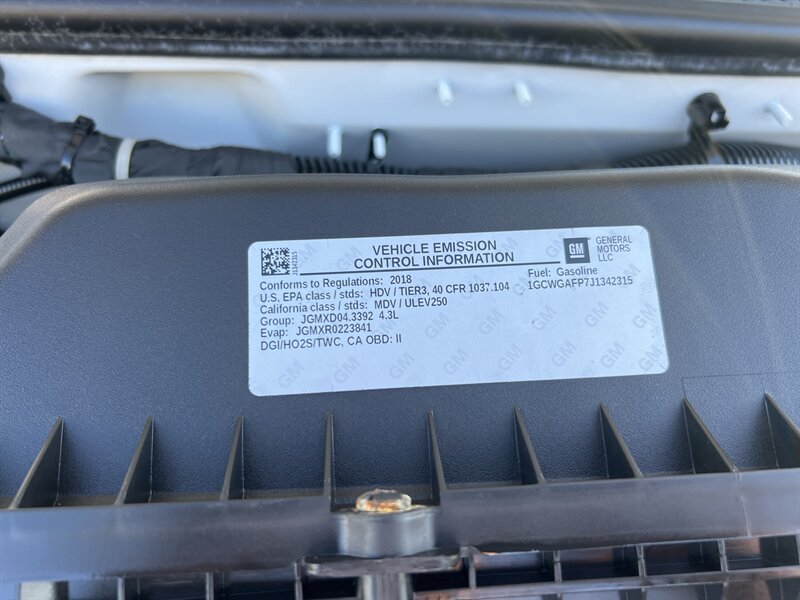 VEHICLE EMISSION
CONTROL INFORMATION
GM
GENERAL
MOTORS
LLC
J1342315
Conforms to Regulations: 2018
Fuel: Gasoline
U.S. EPA class / stds: HDV / TIER3, 40 CFR 1037.104
1GCWGAFP7J1342315
California class / stds: MDV / ULEV250
Group: JGMXD04.3392 4.3L
Evap: JGMXR0223841
DGI/HO2S/TWC, CA OBD: II